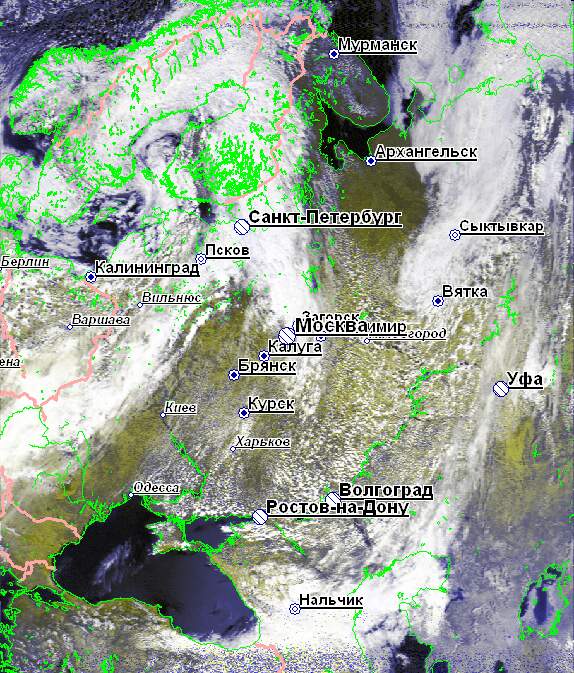 Мурманск
Архангельск
Санкт-Петербург
Сыктывкар
Псков
Берлин
Калининград
Вятка
Вильнюс
Варшава
Загорск
Москва
Калуга
Брянск
Уфа
Киев
Курск
Харьков
Одесса
Волгоград
Ростов-на-Дону
Нальчик